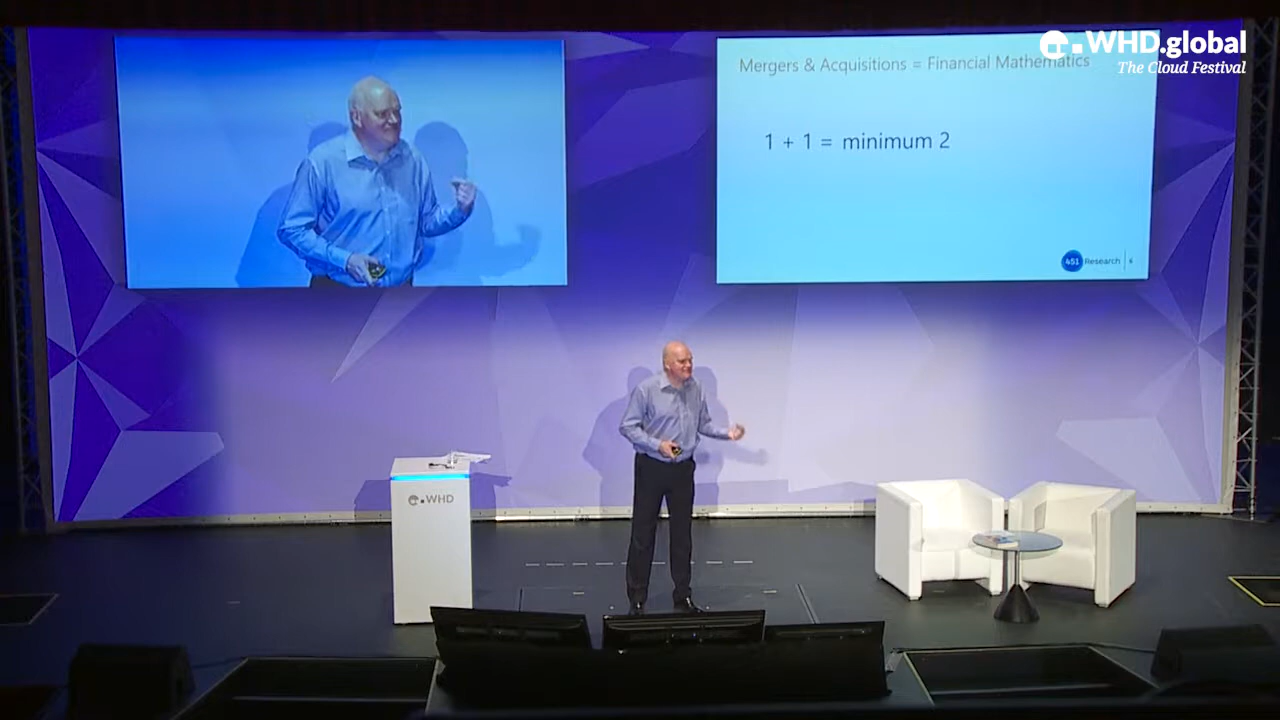 WHD.global
The Cloud Festival
Mergers & Acquisitions = Financial Mathematics
1 + 1 = minimum 2
451 Research | 6
WHD